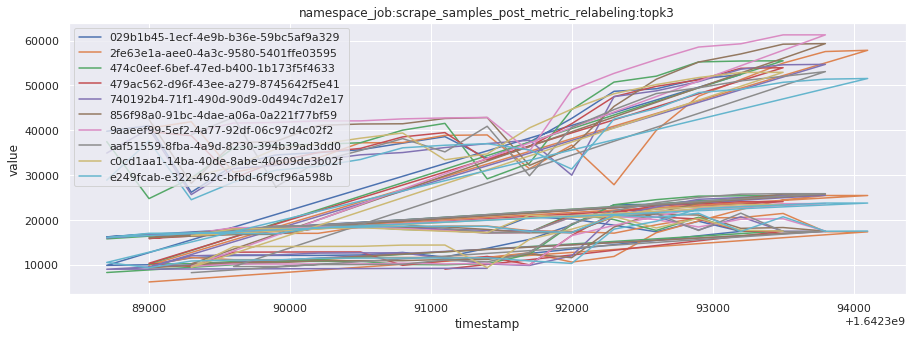 namespace_job:scrape_samples_post_metric_relabeling:topk3
60000
50000
40000
30000
20000
10000
value
029b1b45-1ecf-4e9b-b36e-59bc5af9a329
2fe63e1a-aee0-4a3c-9580-5401ffe03595
474c0eef-6bef-47ed-b400-1b173f5f4633
479ac562-d96f-43ee-a279-8745642f5e41
740192b4-71f1-490d-90d9-0d494c7d2e17
856f98a0-910c-4dae-a06a-0a221f77bf59
9aaeef99-5ef2-4a77-92df-06c97d4c02f2
aaf51559-8fba-4a9d-8230-394b39ad3dd0
c0cd1aa1-14ba-40de-8abe-40609de3b02f
e249fcab-e322-462c-bfbd-6f9cf96a598b
89000 90000 91000 92000 93000 94000
+1.6423e9
timestamp